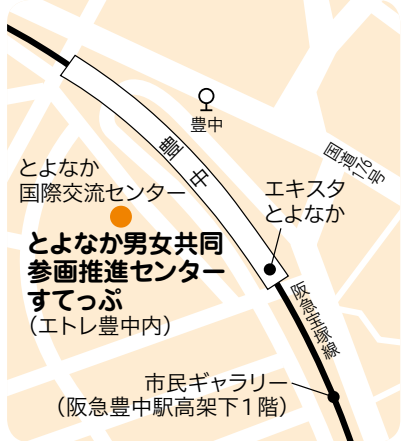 豊中
国道176号
豊中
とよなか
国際交流センター
エキスタ
とよなか
とよなか男女共同
参画推進センター
すてっぷ
（エトレ豊中内）
阪急宝塚線
市民ギャラリー
（阪急豊中駅高架下1階）